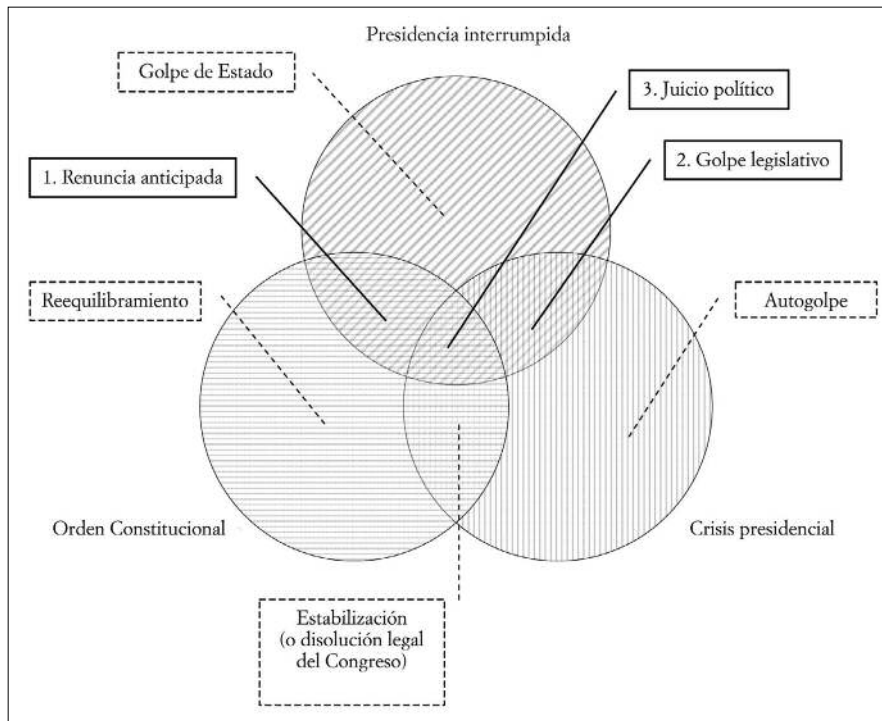 Presidencia interrumpida
Golpe de Estado
3. Juicio político
2. Golpe legislativo
1. Renuncia anticipada
Reequilibramiento
Autogolpe
Orden Constitucional
Crisis presidencial
Estabilización
(o disolución legal
del Congreso)